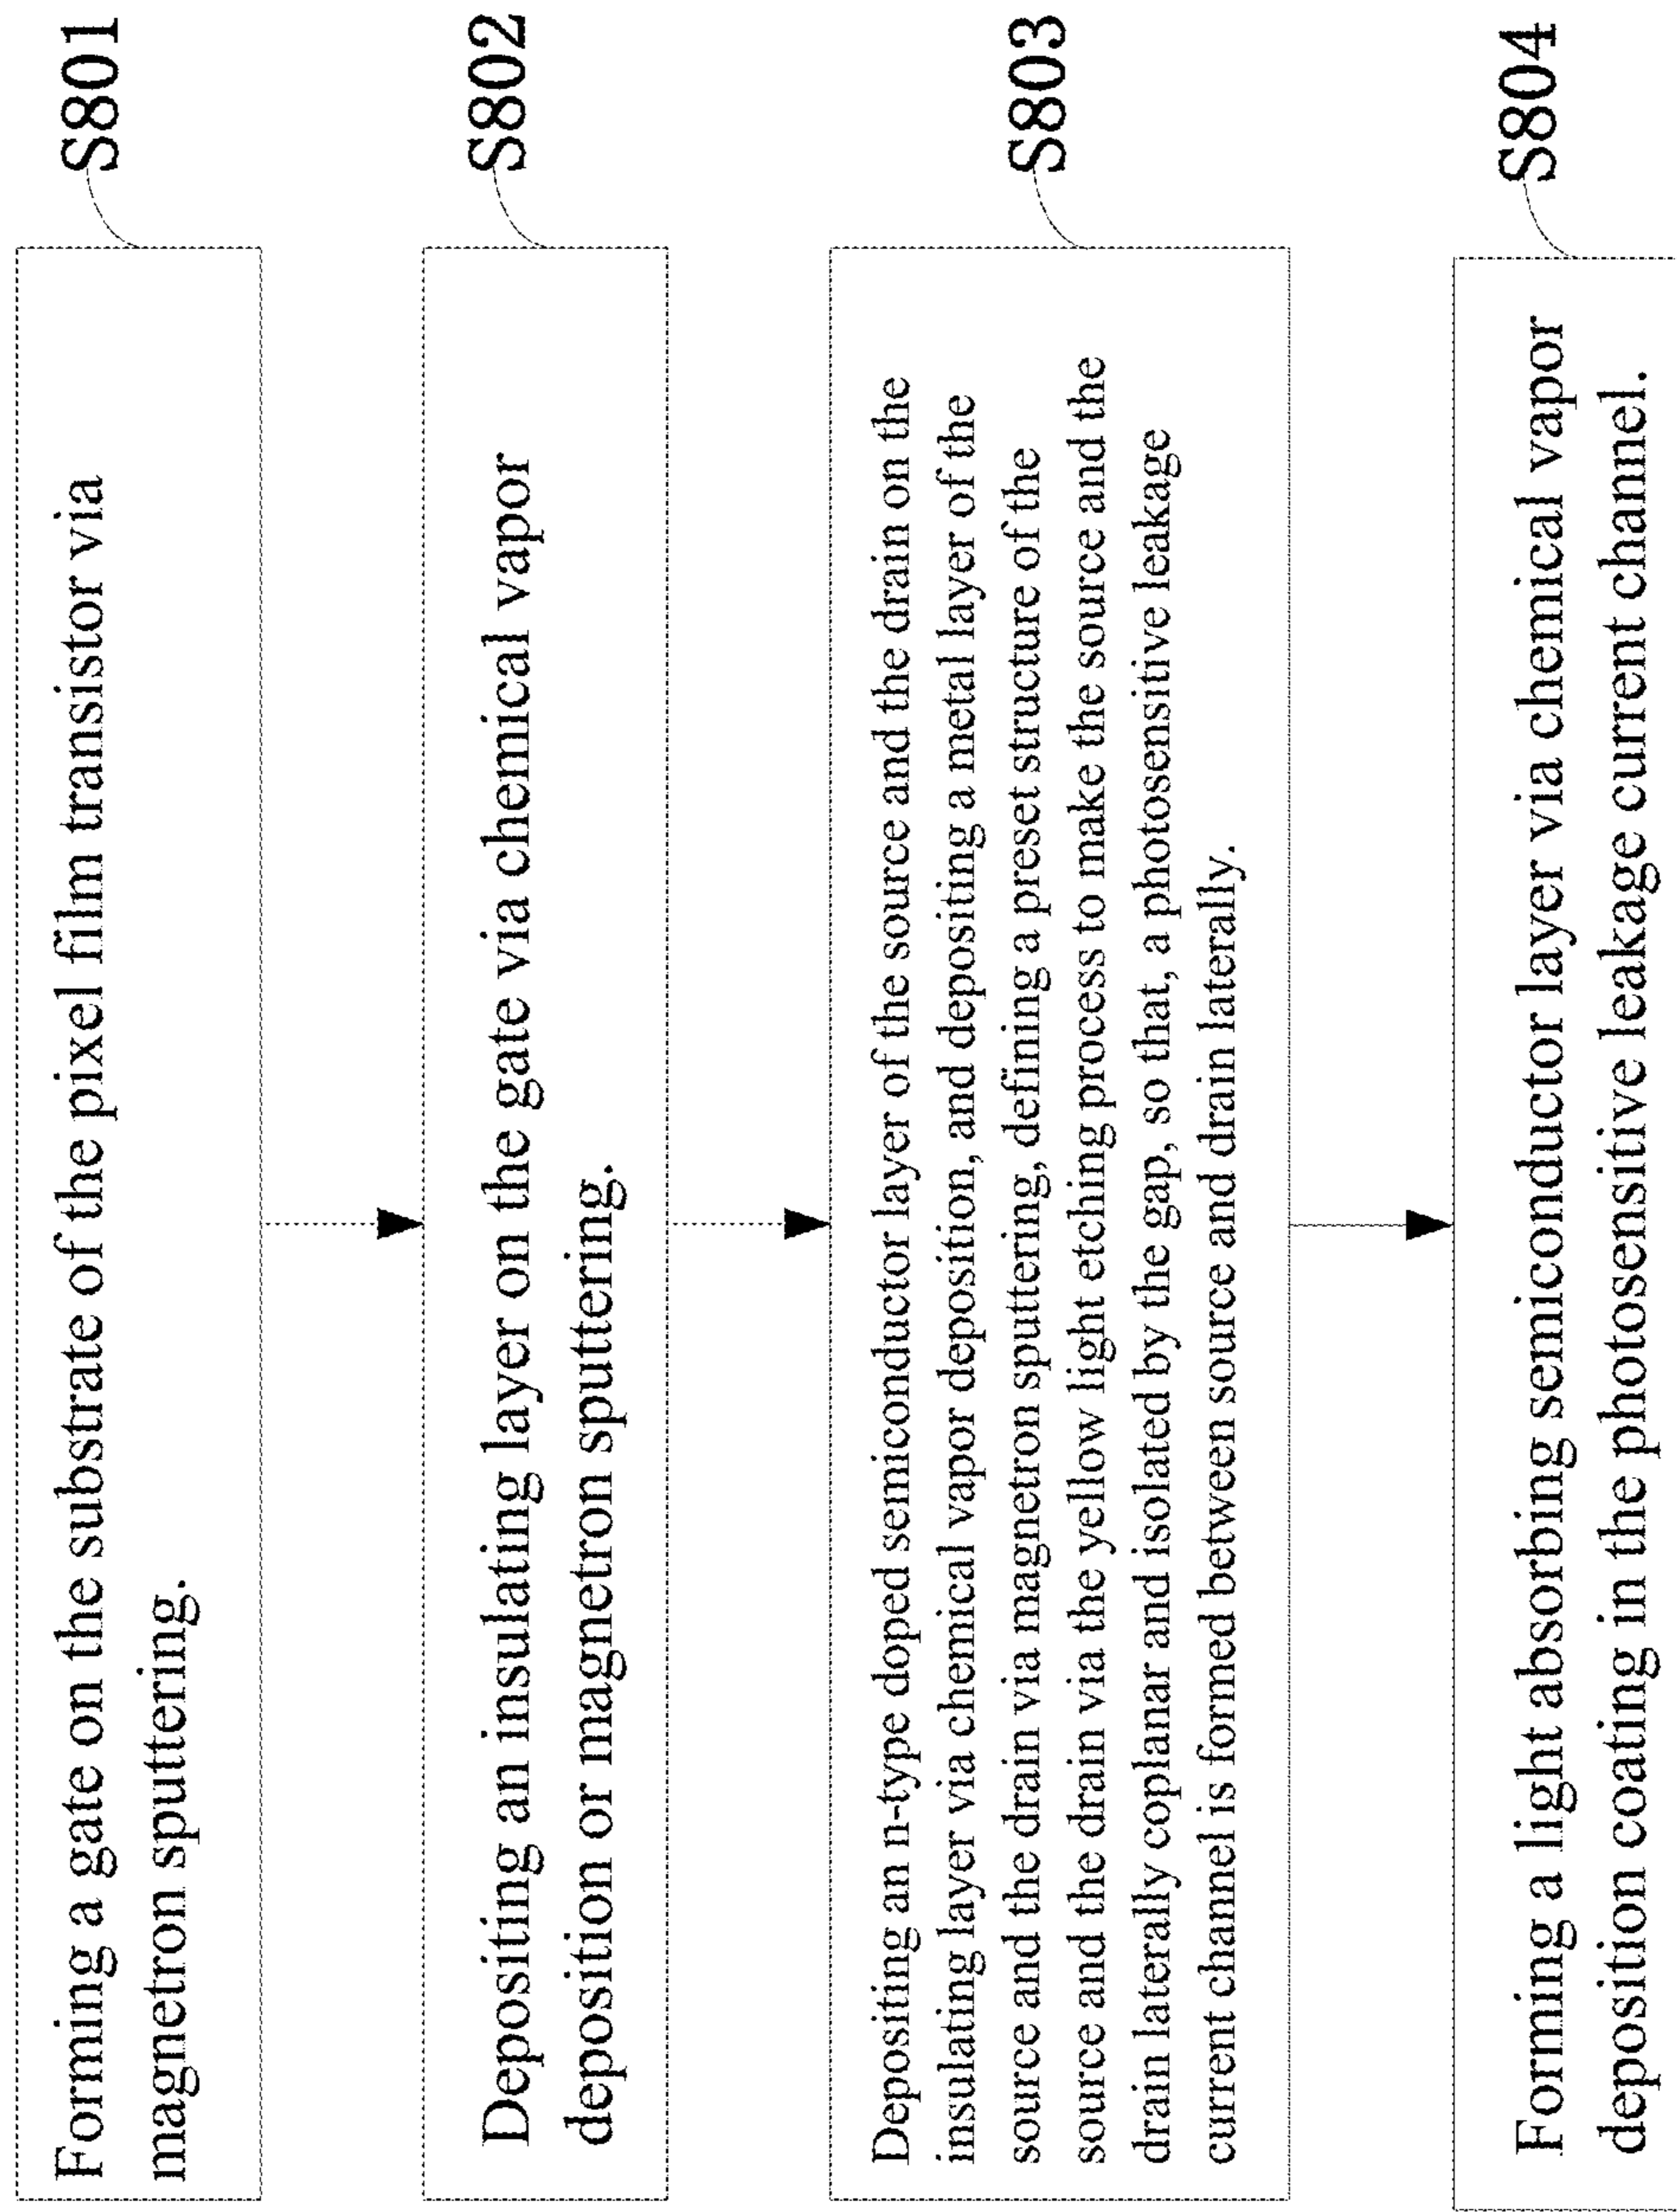 Forming a gate on the substrate of the pixel film transistor via
magnetron sputtering.
S801
Depositing an insulating layer on the gate via chemical vapor
deposition or magnetron sputtering.
S802
Depositing an n-type doped semiconductor layer of the source and the drain on the
insulating layer via chemical vapor deposition, and depositing a metal layer of the
source and the drain via magnetron sputtering, defining a preset structure of the
source and the drain via the yellow light etching process to make the source and the
drain laterally coplanar and isolated by the gap, so that, a photosensitive leakage
current channel is formed between source and drain laterally.
S803
Forming a light absorbing semiconductor layer via chemical vapor
deposition coating in the photosensitive leakage current channel.
S804